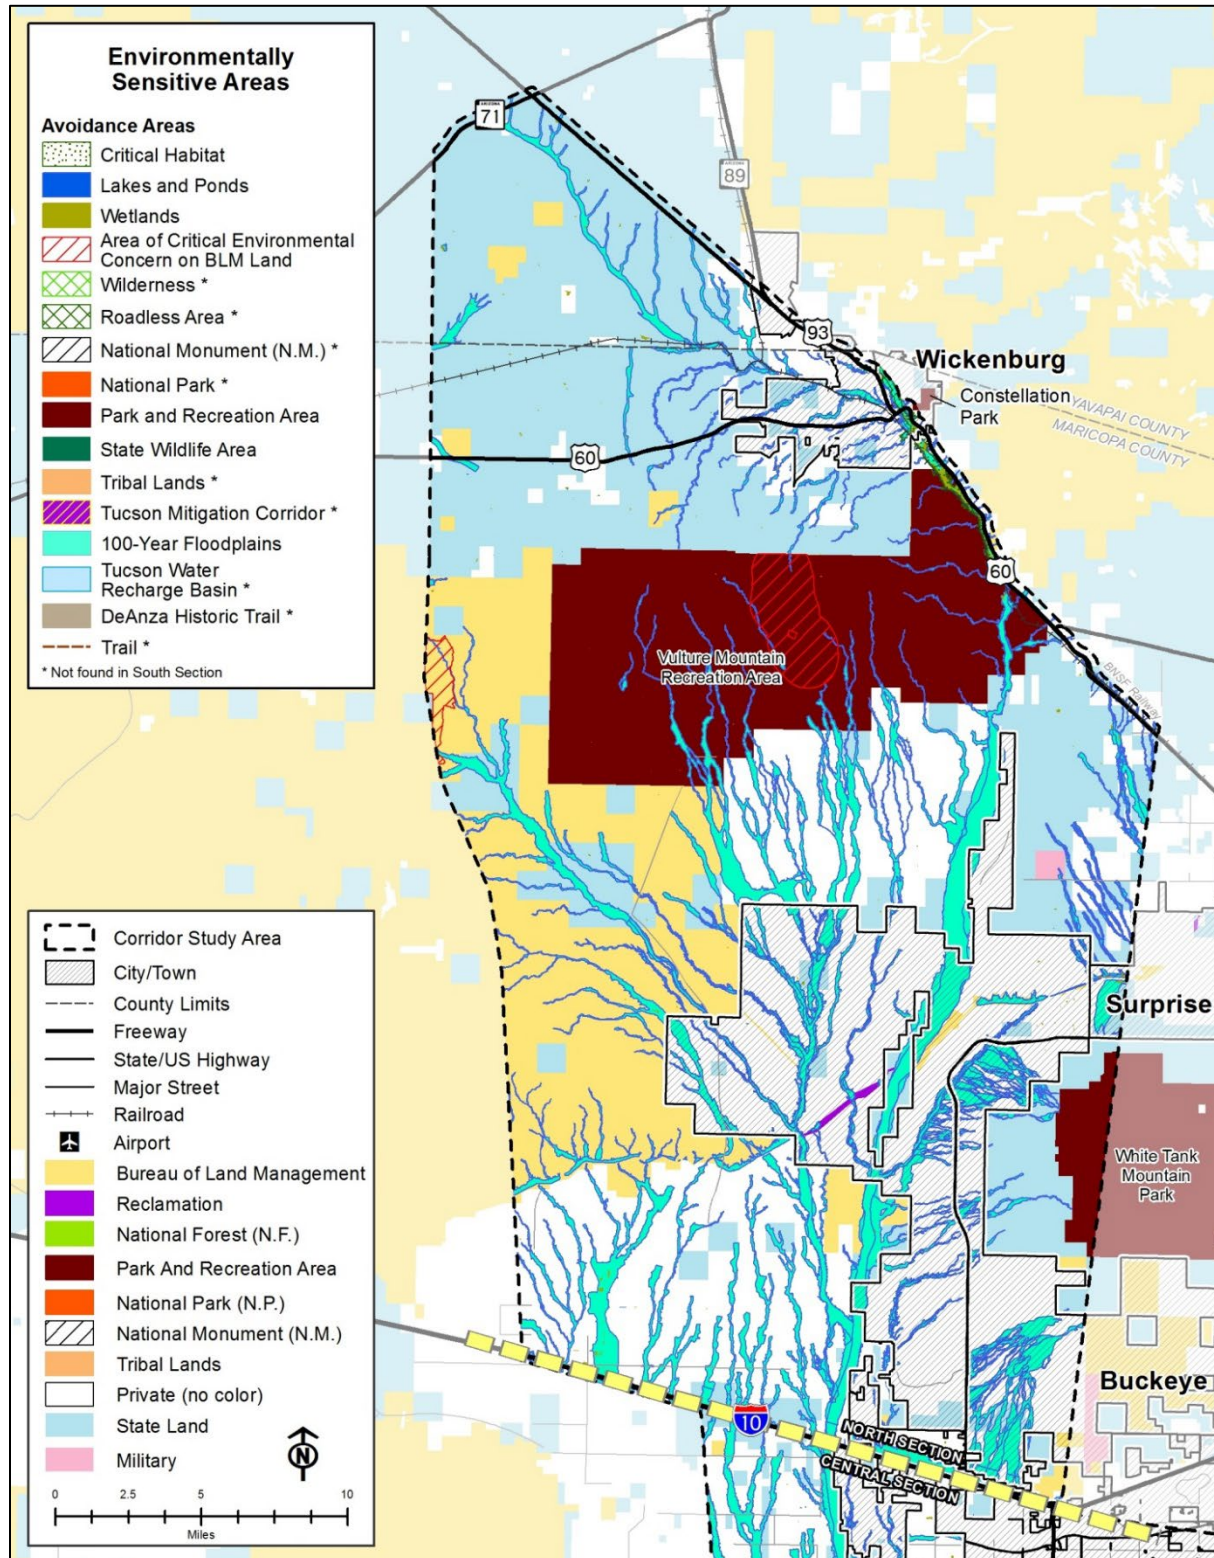 Environmentally
Sensitive Areas
Avoidance Areas
Critical Habitat
Lakes and Ponds
Wetlands
Area of Critical Environmental
Concern on BLM Land
Wilderness *
Roadless Area *
National Monument (N.M.) *
National Park *
Park and Recreation Area
State Wildlife Area
Tribal Lands *
Tucson Mitigation Corridor *
100-Year Floodplains
Tucson Water
Recharge Basin *
DeAnza Historic Trail *
Trail *
* Not found in South Section
ARIZONA
71
ARIZONA
89
93
Wickenburg
Constellation
Park
YAVAPAI COUNTY
MARICOPA COUNTY
60
60
Vulture Mountain
Recreation Area
BNSF Railway
Surprise
White Tank
Mountain
Park
Buckeye
10
NORTH SECTION
CENTRAL SECTION
Corridor Study Area
City/Town
County Limits
Freeway
State/US Highway
Major Street
Railroad
Airport
Bureau of Land Management
Reclamation
National Forest (N.F.)
Park And Recreation Area
National Park (N.P.)
National Monument (N.M.)
Tribal Lands
Private (no color)
State Land
Military
N
0 2.5 5 10
Miles